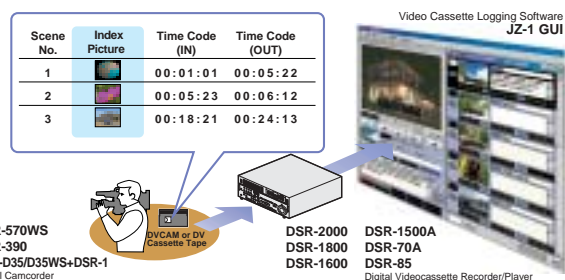 Video Cassette Logging Software
JZ-1 GUI
Scene No.
Index Picture
Time Code (IN)
Time Code (OUT)
1 00:01:01 00:05:22
2 00:05:23 00:06:12
3 00:18:21 00:24:13
DVCAM or DV
Cassette Tape
-570WS
-390
-D35/D35WS+DSR-1
l Camcorder
DSR-2000
DSR-1800
DSR-1600
DSR-1500A
DSR-70A
DSR-85
Digital Videocassette Recorder/Player